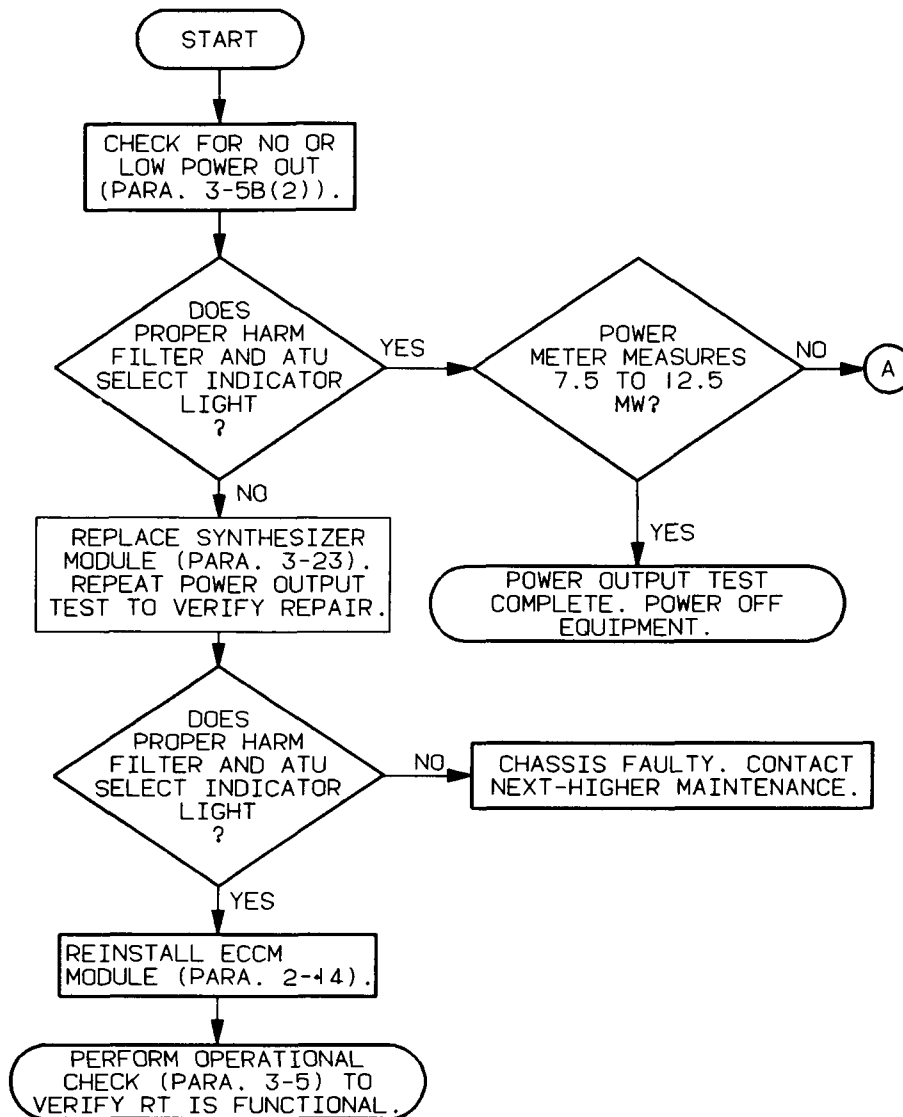 START
CHECK FOR NO OR
LOW POWER OUT
(PARA. 3-5B(2)).
DOES
PROPER HARM
FILTER AND ATU
SELECT INDICATOR
LIGHT
?
YES
POWER
METER MEASURES
7.5 TO 12.5
MW?
NO
A
YES
POWER OUTPUT TEST
COMPLETE. POWER OFF
EQUIPMENT.
NO
REPLACE SYNTHESIZER
MODULE (PARA. 3-23).
REPEAT POWER OUTPUT
TEST TO VERIFY REPAIR.
DOES
PROPER HARM
FILTER AND ATU
SELECT INDICATOR
LIGHT
?
NO
CHASSIS FAULTY. CONTACT
NEXT-HIGHER MAINTENANCE.
YES
REINSTALL ECCM
MODULE (PARA. 2-14).
PERFORM OPERATIONAL
CHECK (PARA. 3-5) TO
VERIFY RT IS FUNCTIONAL.